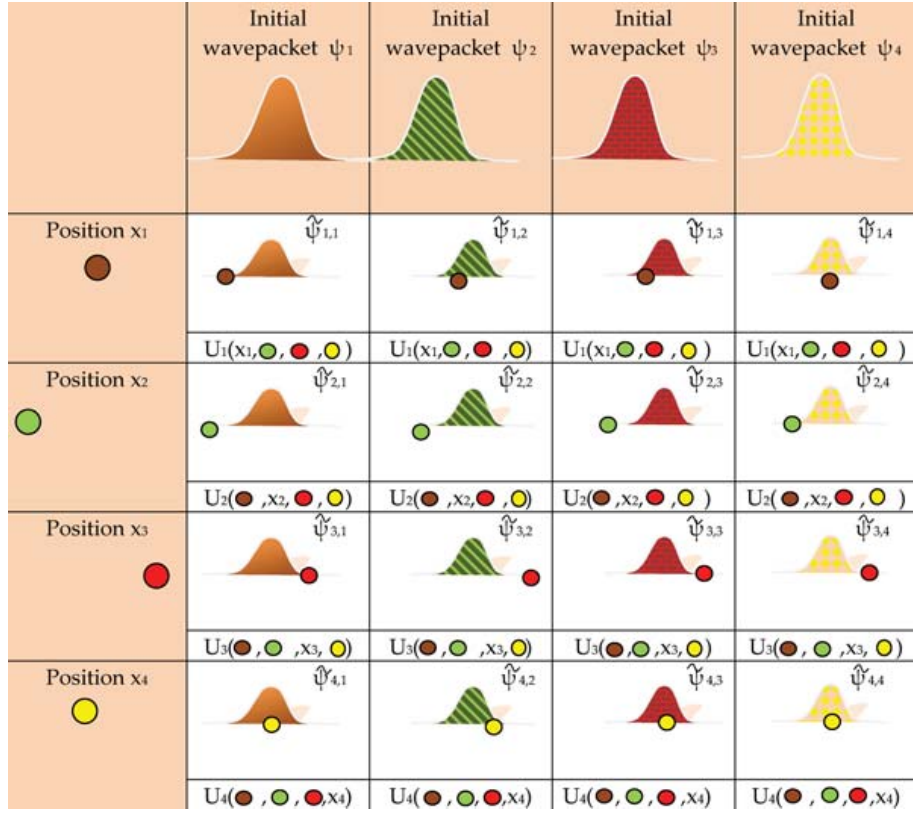 Initial wavepacket ψ1
Initial wavepacket ψ2
Initial wavepacket ψ3
Initial wavepacket ψ4
Position x1
ψ̃1,1
ψ̃1,2
ψ̃1,3
ψ̃1,4
U1(x1, , , )
U1(x1, , , )
U1(x1, , , )
U1(x1, , , )
Position x2
ψ̃2,1
ψ̃2,2
ψ̃2,3
ψ̃2,4
U2( ,x2, , )
U2( ,x2, , )
U2( ,x2, , )
U2( ,x2, , )
Position x3
ψ̃3,1
ψ̃3,2
ψ̃3,3
ψ̃3,4
U3( , ,x3, )
U3( , ,x3, )
U3( , ,x3, )
U3( , ,x3, )
Position x4
ψ̃4,1
ψ̃4,2
ψ̃4,3
ψ̃4,4
U4( , , ,x4)
U4( , , ,x4)
U4( , , ,x4)
U4( , , ,x4)